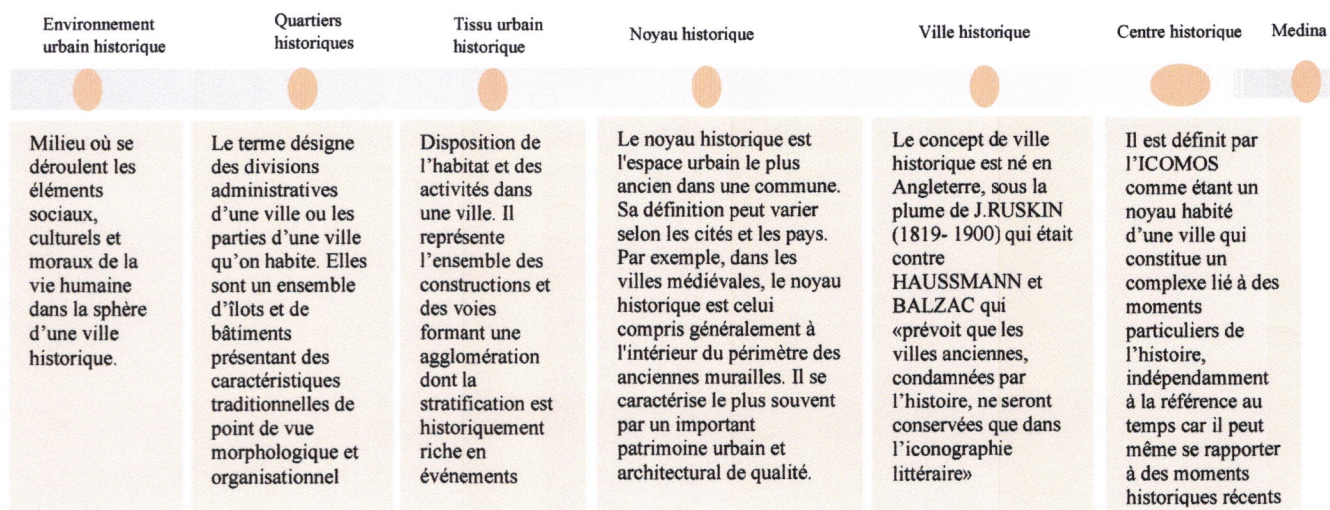 Environnement
urbain historique
Quartiers
historiques
Tissu urbain
historique
Noyau historique
Ville historique
Centre historique
Medina
Milieu où se
déroulent les
éléments
sociaux,
culturels et
moraux de la
vie humaine
dans la sphère
d'une ville
historique.
Le terme désigne
des divisions
administratives
d'une ville ou les
parties d'une ville
qu'on habite. Elles
sont un ensemble
d'îlots et de
bâtiments
présentant des
caractéristiques
traditionnelles de
point de vue
morphologique et
organisationnel
Disposition de
l'habitat et des
activités dans
une ville. Il
représente
l'ensemble des
constructions et
des voies
formant une
agglomération
dont la
stratification est
historiquement
riche en
événements
Le noyau historique est
l'espace urbain le plus
ancien dans une commune.
Sa définition peut varier
selon les cités et les pays.
Par exemple, dans les
villes médiévales, le noyau
historique est celui
compris généralement à
l'intérieur du périmètre des
anciennes murailles. Il se
caractérise le plus souvent
par un important
patrimoine urbain et
architectural de qualité.
Le concept de ville
historique est né en
Angleterre, sous la
plume de J.RUSKIN
(1819- 1900) qui était
contre
HAUSSMANN et
BALZAC qui
«prévoit que les
villes anciennes,
condamnées par
l'histoire, ne seront
conservées que dans
l'iconographie
littéraire»
Il est définit par
l'ICOMOS
comme étant un
noyau habité
d'une ville qui
constitue un
complexe lié à des
moments
particuliers de
l'histoire,
indépendamment
à la référence au
temps car il peut
même se rapporter
à des moments
historiques récents